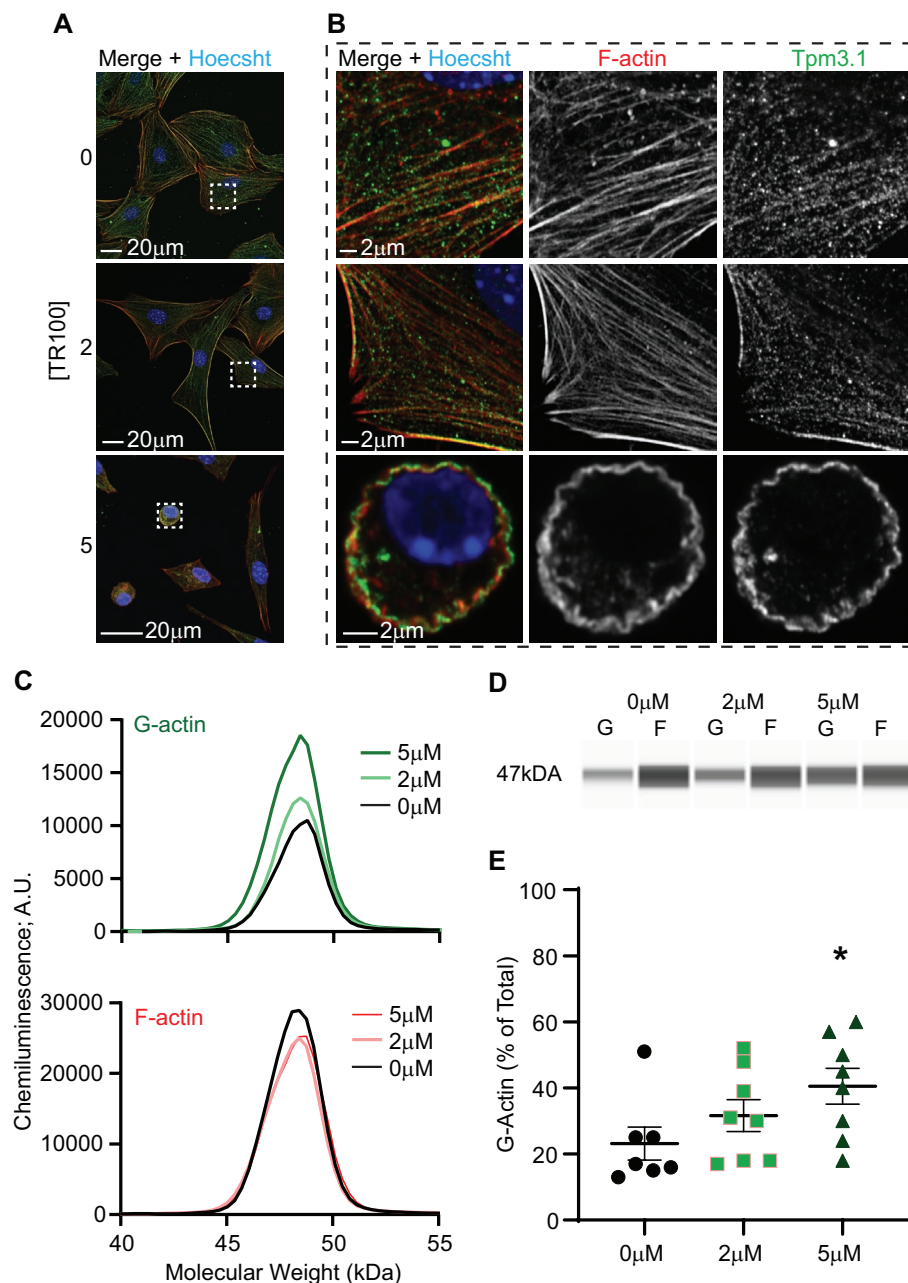 A
B
Merge + Hoecsht
Merge + Hoecsht
F-actin
Tpm3.1
[TR100]
0
20µm
2µm
2
20µm
2µm
5
20µm
2µm
C
G-actin
20000
15000
10000
5000
0
5µM
2µM
0µM
F-actin
30000
20000
10000
0
5µM
2µM
0µM
40
45
50
55
Chemiluminescence; A.U.
Molecular Weight (kDa)
D
0µM
2µM
5µM
G F G F G F
47kDA
E
100
80
60
40
20
0
G-Actin (% of Total)
*
0µM
2µM
5µM